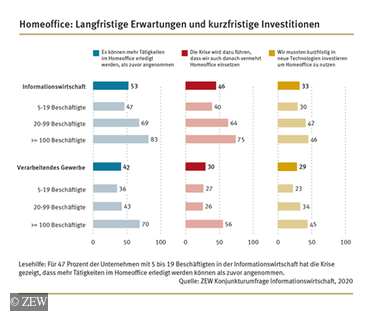 Homeoffice: Langfristige Erwartungen und kurzfristige Investitionen
Es können mehr Tätigkeiten
im Homeoffice erledigt
werden, als zuvor angenommen
Die Krise wird dazu führen,
dass wir auch danach vermehrt
Homeoffice einsetzen
Wir mussten kurzfristig in
neue Technologien investieren
um Homeoffice zu nutzen
Informationswirtschaft 53 46 33
5-19 Beschäftigte 47 40 30
20-99 Beschäftigte 69 64 42
>= 100 Beschäftigte 83 75 46
Verarbeitendes Gewerbe 42 30 29
5-19 Beschäftigte 36 27 23
20-99 Beschäftigte 43 26 34
>= 100 Beschäftigte 70 56 45
0 50 100 0 50 100 0 50 100
Lesehilfe: Für 47 Prozent der Unternehmen mit 5 bis 19 Beschäftigten in der Informationswirtschaft hat die Krise
gezeigt, dass mehr Tätigkeiten im Homeoffice erledigt werden können als zuvor angenommen.
Quelle: ZEW Konjunkturumfrage Informationswirtschaft, 2020
© ZEW